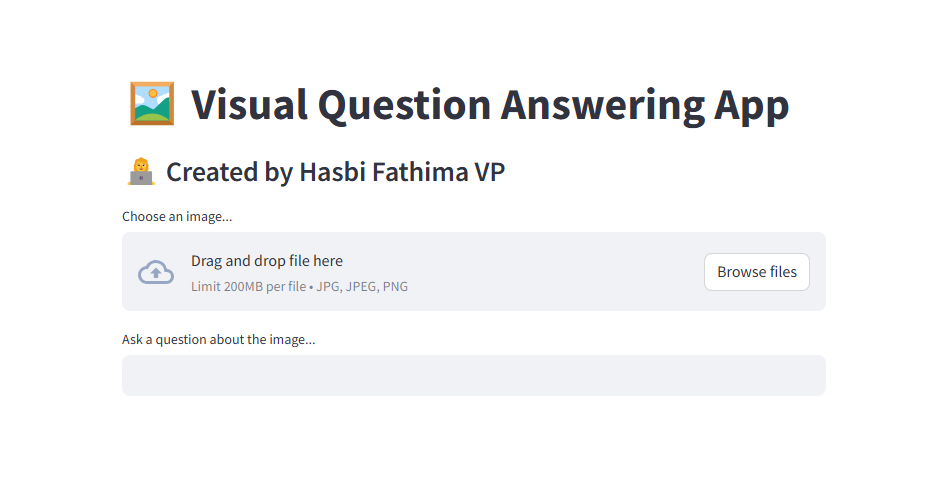 Visual Question Answering App
Created by Hasbi Fathima VP
Choose an image...
Drag and drop file here
Limit 200MB per file • JPG, JPEG, PNG
Browse files
Ask a question about the image...